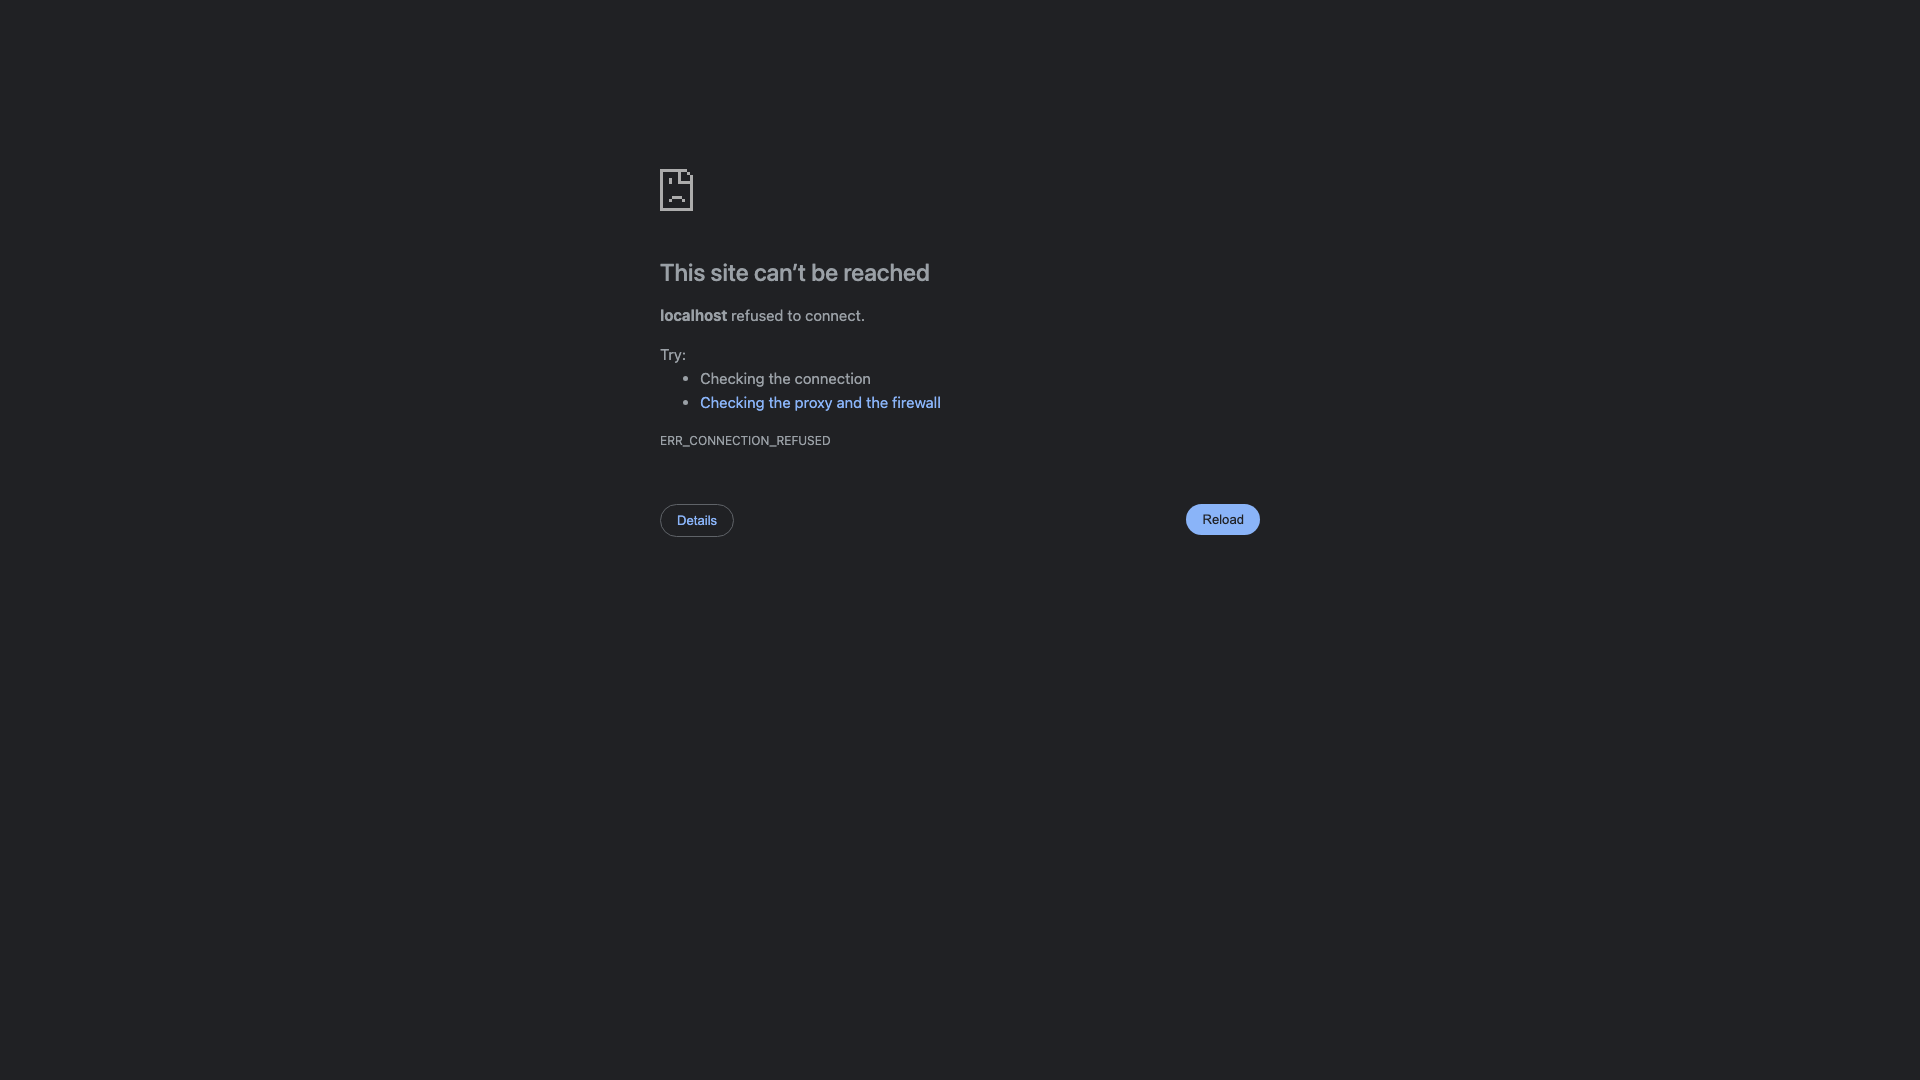 This site can’t be reached
localhost refused to connect.
Try:
• Checking the connection
• Checking the proxy and the firewall
ERR_CONNECTION_REFUSED
Details
Reload